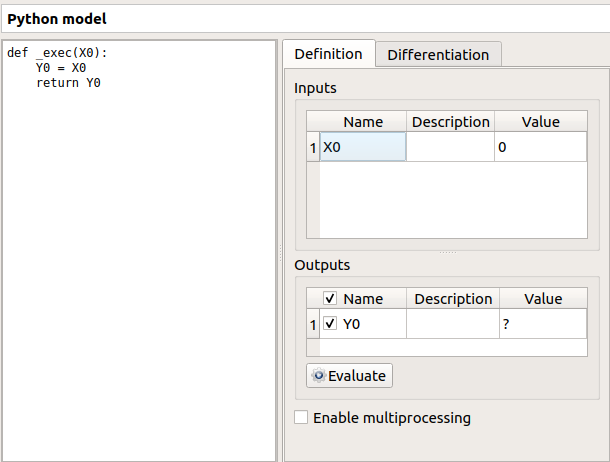 Python model
def _exec(X0):
    Y0 = X0
    return Y0
Definition Differentiation
Inputs
Name Description Value
1 X0 0
Outputs
Name Description Value
1 Y0 ?
Evaluate
Enable multiprocessing